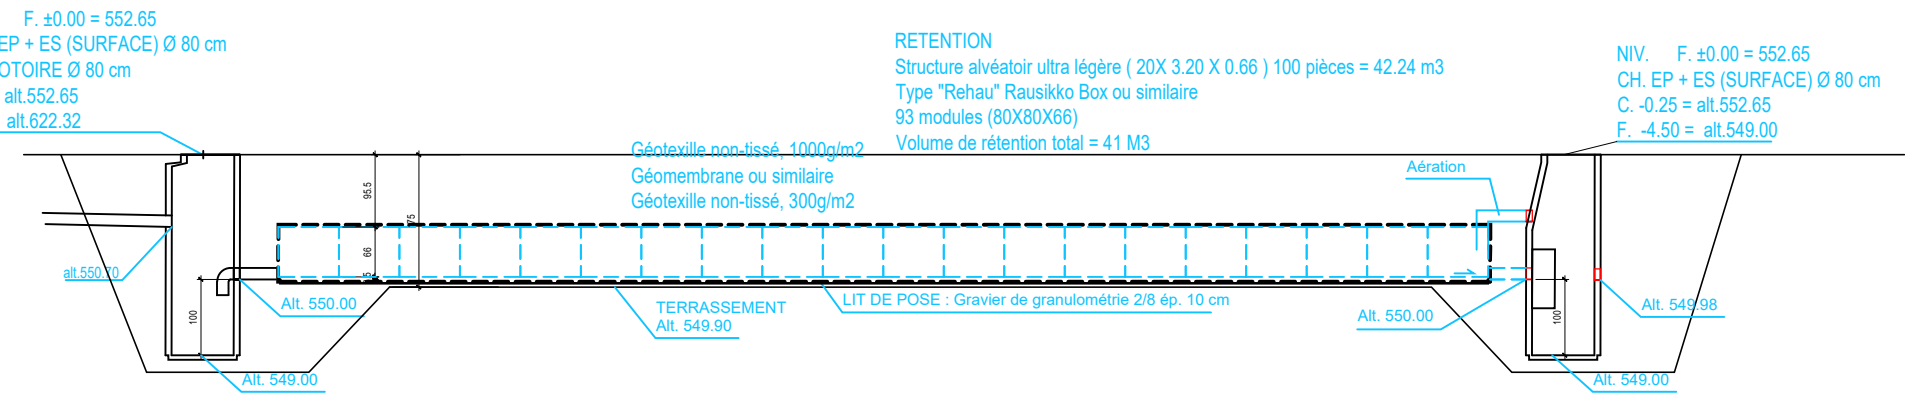 F. ±0.00 = 552.65
EP + ES (SURFACE) Ø 80 cm
OTOIRE Ø 80 cm
alt.552.65
alt.622.32
RETENTION
Structure alvéatoir ultra légère ( 20X 3.20 X 0.66 ) 100 pièces = 42.24 m3
Type "Rehau" Rausikko Box ou similaire
93 modules (80X80X66)
Volume de rétention total = 41 M3
NIV. F. ±0.00 = 552.65
CH. EP + ES (SURFACE) Ø 80 cm
C. -0.25 = alt.552.65
F. -4.50 = alt.549.00
Géotexille non-tissé, 1000g/m2
Géomembrane ou similaire
Géotexille non-tissé, 300g/m2
Aération
95.5
75
66
5
alt.550.70
Alt. 550.00
100
Alt. 549.00
TERRASSEMENT
Alt. 549.90
LIT DE POSE : Gravier de granulométrie 2/8 ép. 10 cm
Alt. 550.00
100
Alt. 549.98
Alt. 549.00